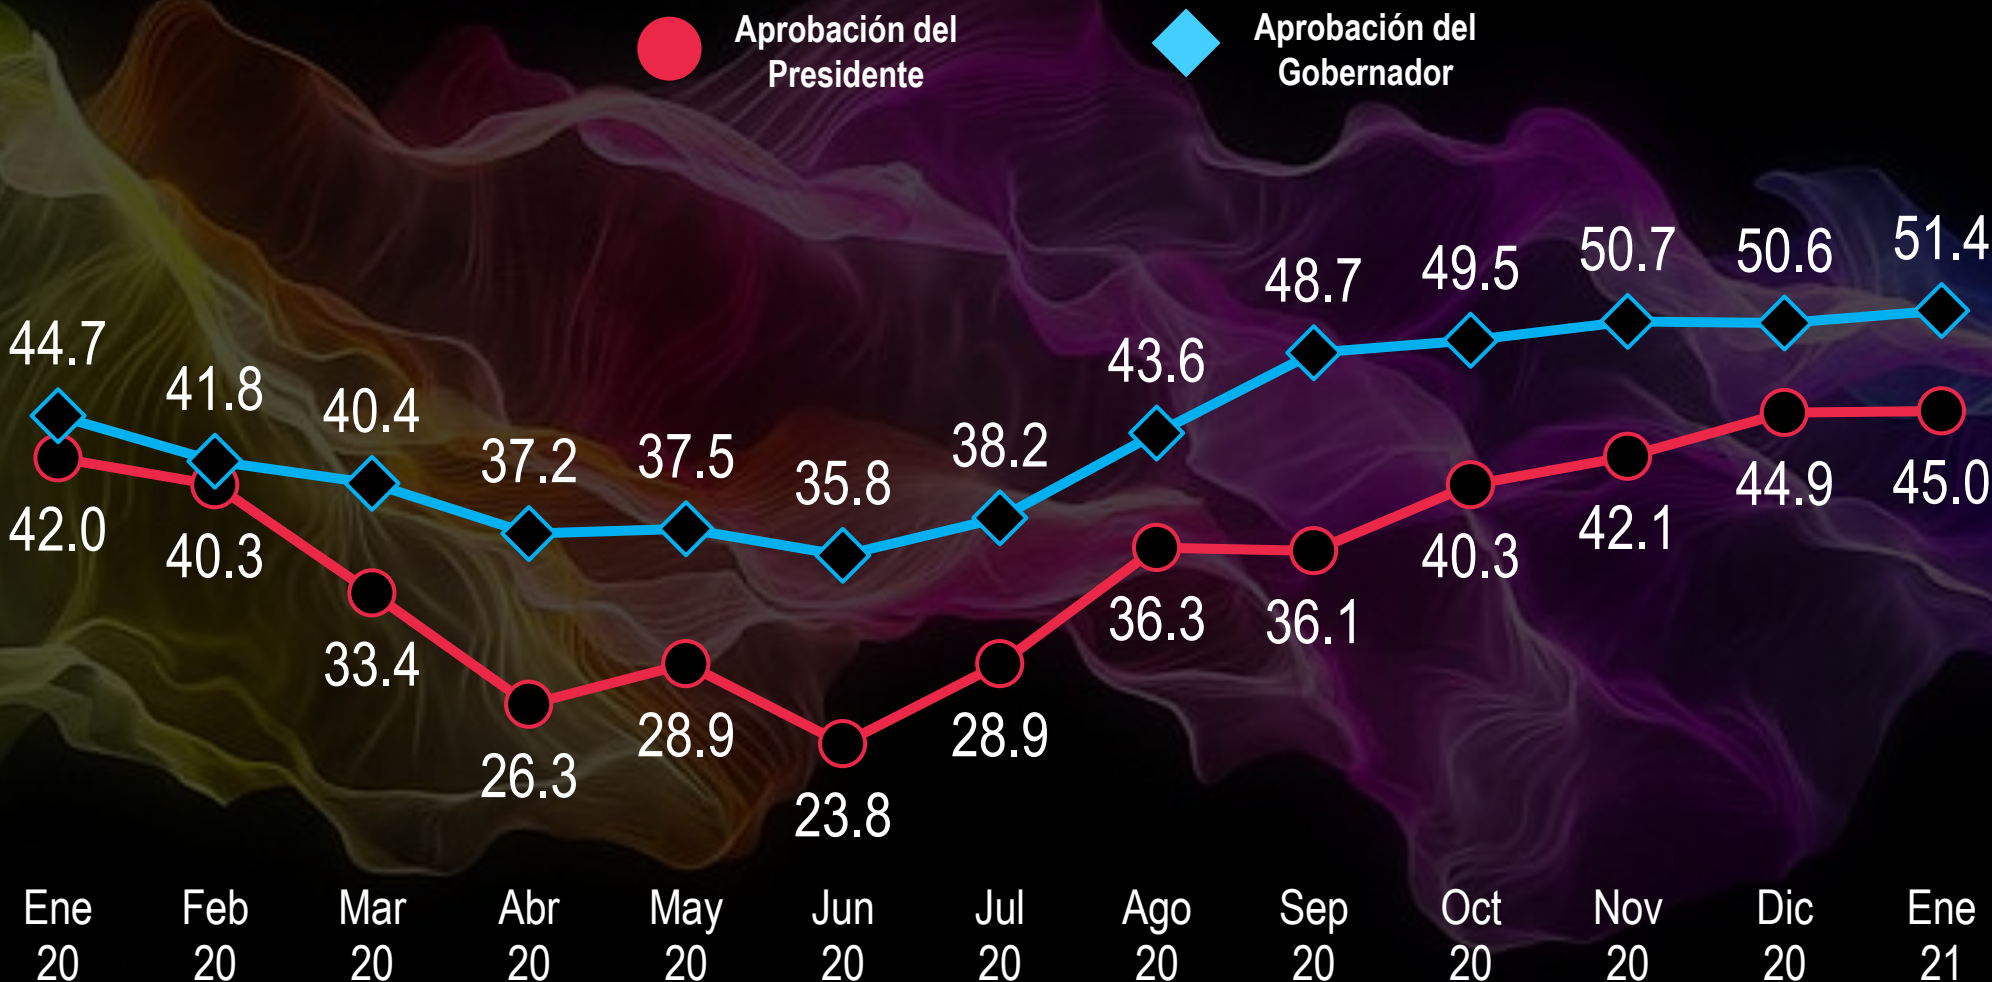 Aprobación del
Presidente
Aprobación del
Gobernador
44.7 41.8 40.4 37.2 37.5 35.8 38.2 43.6 48.7 49.5 50.7 50.6 51.4
42.0 40.3 33.4 26.3 28.9 23.8 28.9 36.3 36.1 40.3 42.1 44.9 45.0
Ene Feb Mar Abr May Jun Jul Ago Sep Oct Nov Dic Ene
20 20 20 20 20 20 20 20 20 20 20 20 21